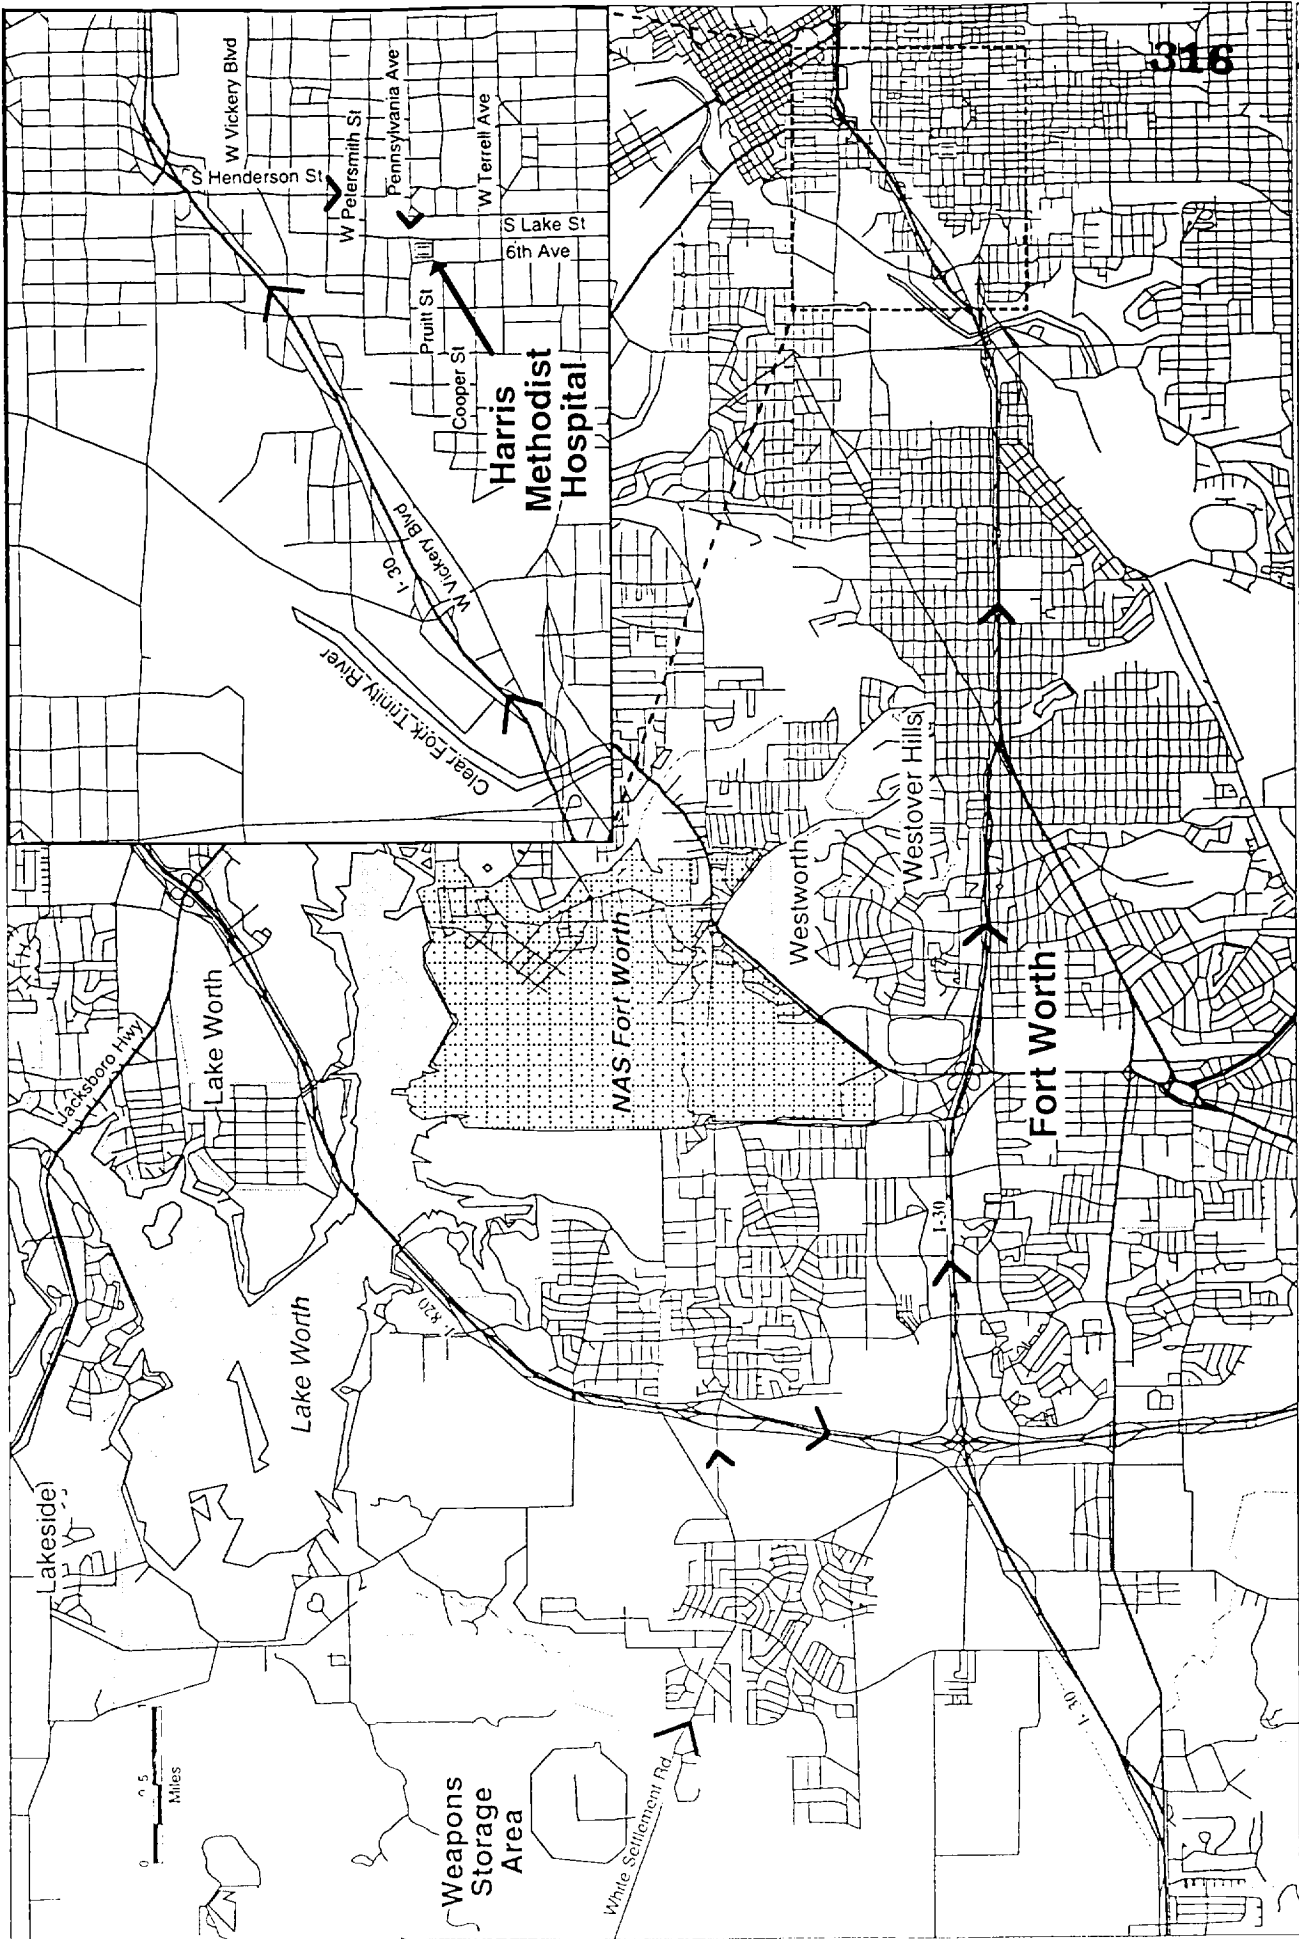 316
W Vickery Blvd
S Henderson St
W Petersmith St
Pennsylvania Ave
W Terrell Ave
S Lake St
6th Ave
Pruitt St
Cooper St
Harris
Methodist
Hospital
I-30
W Vickery Blvd
Clear Fork Trinity River
Jacksboro Hwy
Lake Worth
NAS Fort Worth
Westworth
Westover Hills
Fort Worth
I-30
I- 820
Lake Worth
Lakeside
0
Miles
Weapons
Storage
Area
White Settlement Rd
I- 30